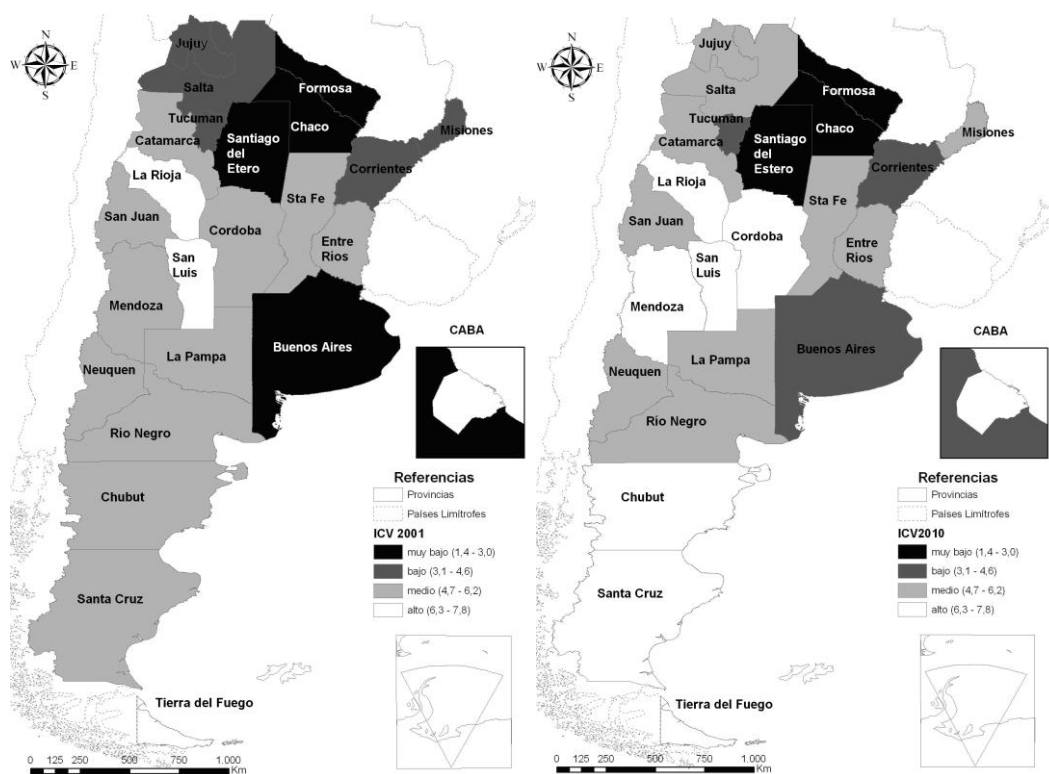 N
W E
S
Jujuy
Salta
Formosa
Tucuman
Chaco
Misiones
Catamarca
Santiago
del
Etero
Corrientes
La Rioja
Sta Fe
San Juan
Cordoba
Entre
Rios
San
Luis
Mendoza
CABA
Buenos Aires
La Pampa
Neuquen
Rio Negro
Referencias
Provincias
Países Limítrofes
Chubut
ICV 2001
muy bajo (1,4 - 3,0)
bajo (3,1 - 4,6)
medio (4,7 - 6,2)
alto (6,3 - 7,8)
Santa Cruz
Tierra del Fuego
0 125 250 500 750 1.000
Km
N
W E
S
Jujuy
Salta
Formosa
Tucuman
Chaco
Misiones
Catamarca
Santiago
del
Estero
Corrientes
La Rioja
Sta Fe
San Juan
Cordoba
Entre
Rios
San
Luis
Mendoza
CABA
Buenos Aires
La Pampa
Neuquen
Rio Negro
Referencias
Provincias
Países Limítrofes
Chubut
ICV2010
muy bajo (1,4 - 3,0)
bajo (3,1 - 4,6)
medio (4,7 - 6,2)
alto (6,3 - 7,8)
Santa Cruz
Tierra del Fuego
0 125 250 500 750 1.000
Km